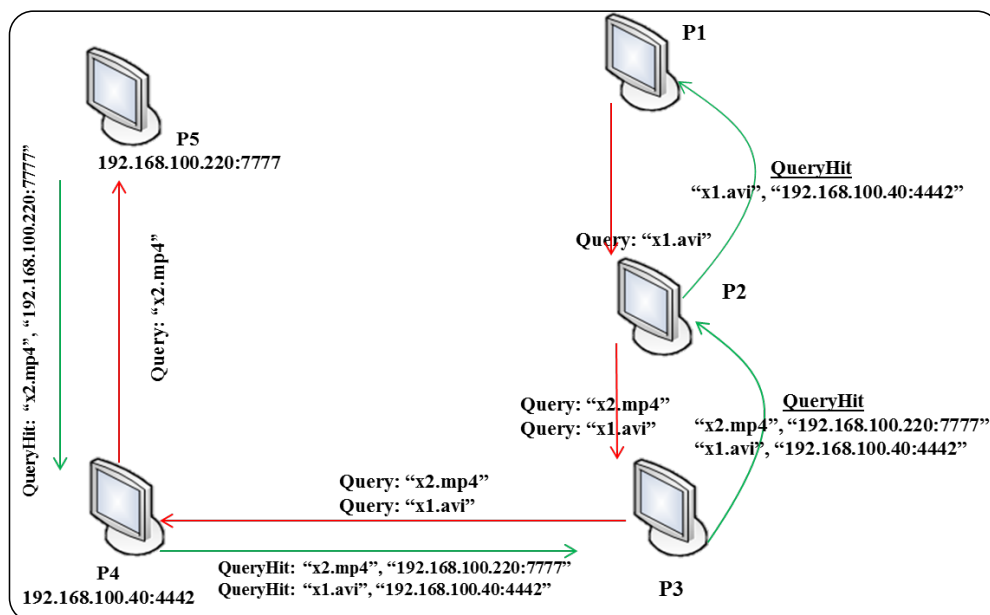 P1
P5
192.168.100.220:7777
QueryHit
“x1.avi”, “192.168.100.40:4442”
Query: “x1.avi”
QueryHit: “x2.mp4”, “192.168.100.220:7777”
Query: “x2.mp4”
P2
Query: “x2.mp4”
Query: “x1.avi”
QueryHit
“x2.mp4”, “192.168.100.220:7777”
“x1.avi”, “192.168.100.40:4442”
Query: “x2.mp4”
Query: “x1.avi”
P4
192.168.100.40:4442
QueryHit: “x2.mp4”, “192.168.100.220:7777”
QueryHit: “x1.avi”, “192.168.100.40:4442”
P3